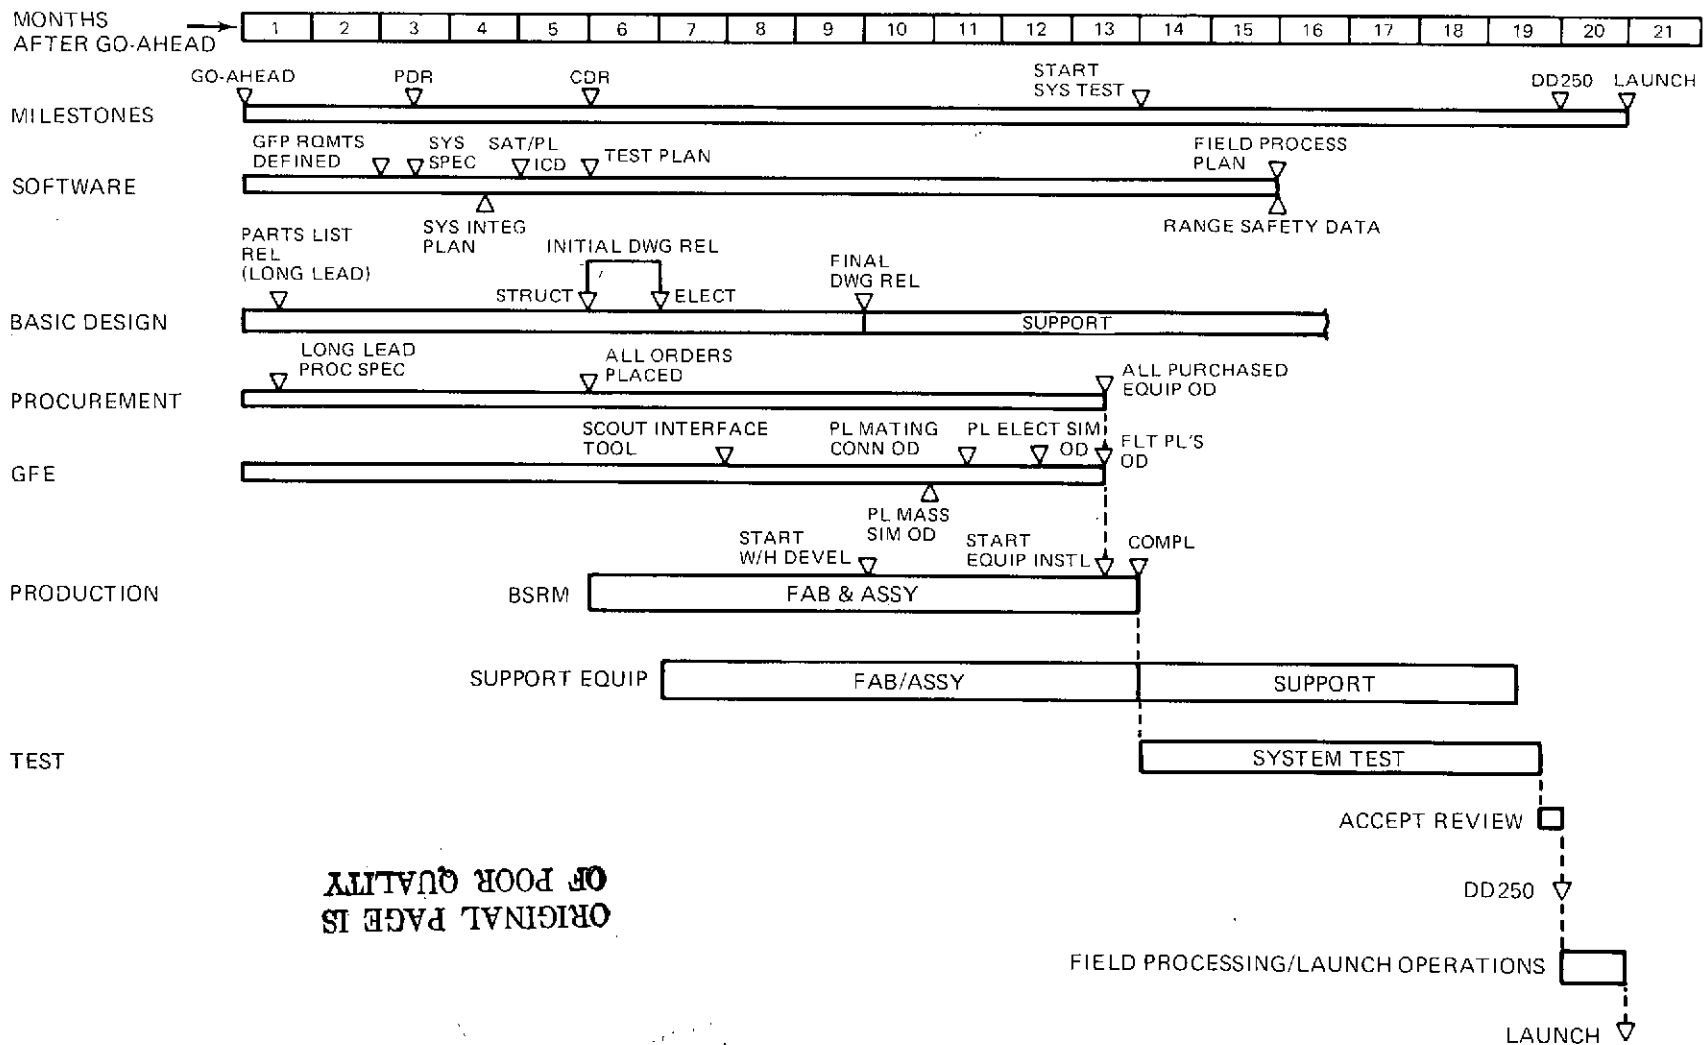 MONTHS
AFTER GO-AHEAD
1 2 3 4 5 6 7 8 9 10 11 12 13 14 15 16 17 18 19 20 21
GO-AHEAD PDR CDR START
SYS TEST DD250 LAUNCH
MILESTONES
GFP RQMTS
DEFINED
SYS
SPEC
SAT/PL
ICD
TEST PLAN
FIELD PROCESS
PLAN
SOFTWARE
SYS INTEG
PLAN
RANGE SAFETY DATA
PARTS LIST
REL
(LONG LEAD)
INITIAL DWG REL
STRUCT
ELECT
FINAL
DWG REL
BASIC DESIGN
SUPPORT
LONG LEAD
PROC SPEC
ALL ORDERS
PLACED
ALL PURCHASED
EQUIP OD
PROCUREMENT
SCOUT INTERFACE
TOOL
PL MATING
CONN OD
PL ELECT SIM
OD
FLT PL'S
OD
GFE
PL MASS
SIM OD
START
W/H DEVEL
START
EQUIP INSTL
COMPL
PRODUCTION
BSRM
FAB & ASSY
SUPPORT EQUIP
FAB/ASSY
SUPPORT
TEST
SYSTEM TEST
ACCEPT REVIEW
ORIGINAL PAGE IS
OF POOR QUALITY
DD250
FIELD PROCESSING/LAUNCH OPERATIONS
LAUNCH